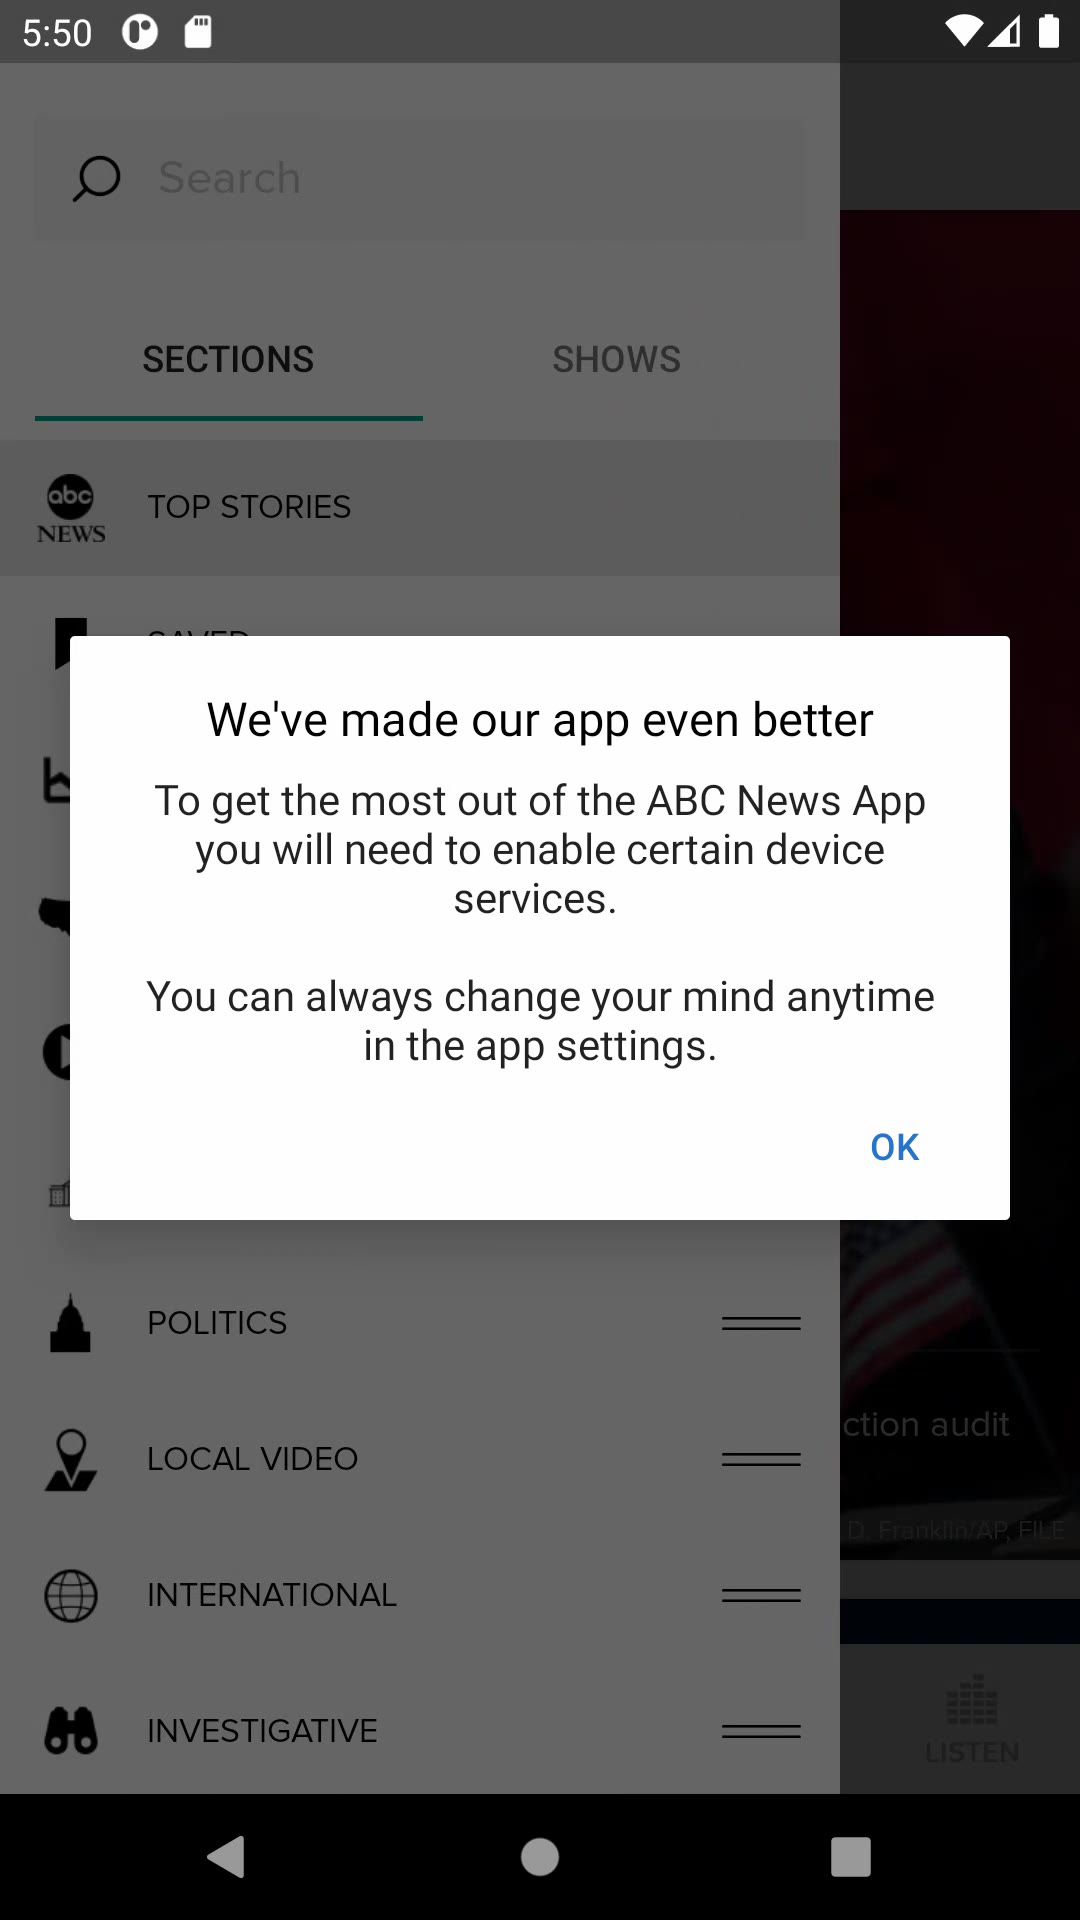 5:50
Search
SECTIONS
SHOWS
abc
NEWS
TOP STORIES
SAVED
We've made our app even better
To get the most out of the ABC News App
you will need to enable certain device
services.
You can always change your mind anytime
in the app settings.
OK
POLITICS
ction audit
LOCAL VIDEO
D. Franklin/AP, FILE
INTERNATIONAL
INVESTIGATIVE
LISTEN